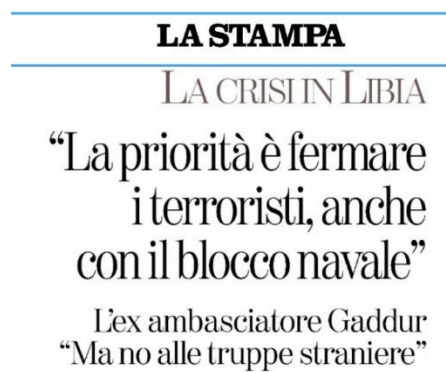 LA STAMPA
LA CRISI IN LIBIA
“La priorità è fermare
i terroristi, anche
con il blocco navale”
L’ex ambasciatore Gaddur
“Ma no alle truppe straniere”